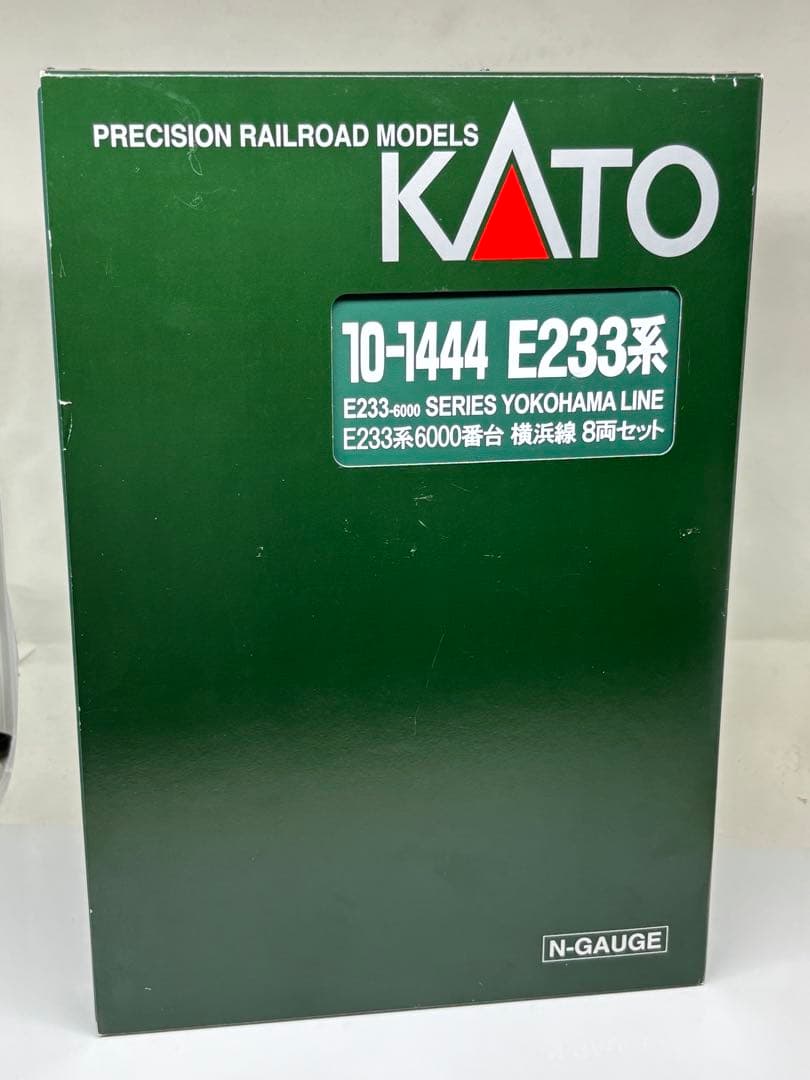 PRECISION RAILROAD MODELS
KATO
10-1444 E233系
E233-6000 SERIES YOKOHAMA LINE
E233系6000番台 横浜線 8両セット
N-GAUGE